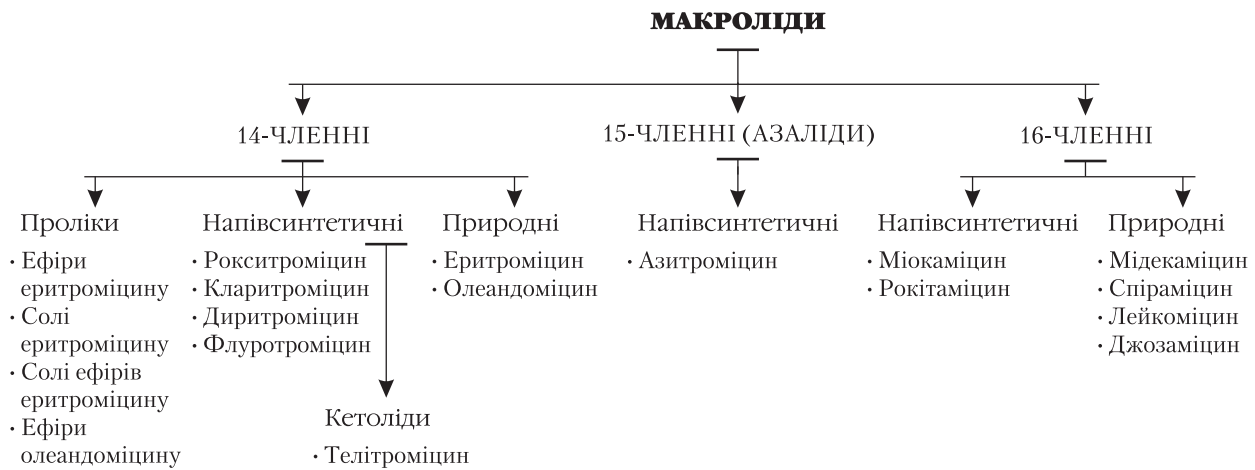 МАКРОЛІДИ
14-ЧЛЕННІ
15-ЧЛЕННІ (АЗАЛІДИ)
16-ЧЛЕННІ
Проліки
· Ефіри
еритроміцину
· Солі
еритроміцину
· Солі ефірів
еритроміцину
· Ефіри
олеандоміцину
Напівсинтетичні
· Рокситроміцин
· Кларитроміцин
· Диритроміцин
· Флуротроміцин
Кетоліди
· Телітроміцин
Природні
· Еритроміцин
· Олеандоміцин
Напівсинтетичні
· Азитроміцин
Напівсинтетичні
· Міокаміцин
· Рокітаміцин
Природні
· Мідекаміцин
· Спіраміцин
· Лейкоміцин
· Джозаміцин